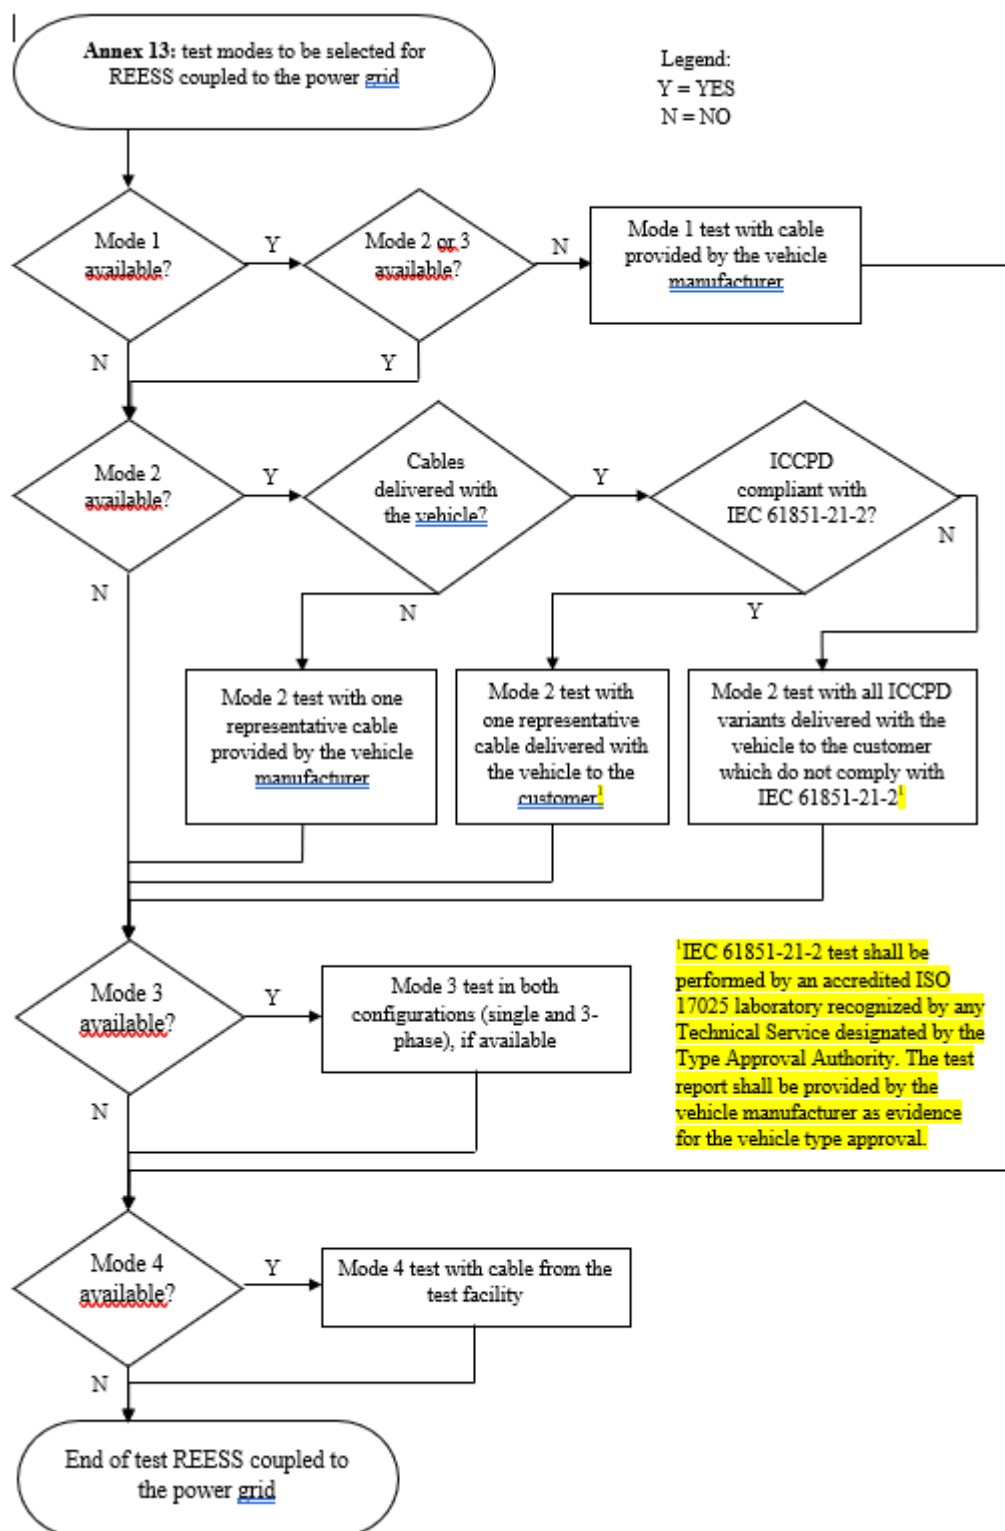 Annex 13: test modes to be selected for
REESS coupled to the power grid
Legend:
Y = YES
N = NO
Mode 1
available?
Y
Mode 2 or 3
available?
N
Mode 1 test with cable
provided by the vehicle
manufacturer
N
Y
Mode 2
available?
Y
Cables
delivered with
the vehicle?
Y
ICCPD
compliant with
IEC 61851-21-2?
N
N
N
Y
Mode 2 test with one
representative cable
provided by the vehicle
manufacturer
Mode 2 test with
one representative
cable delivered with
the vehicle to the
customer¹
Mode 2 test with all ICCPD
variants delivered with the
vehicle to the customer
which do not comply with
IEC 61851-21-2¹
Mode 3
available?
Y
Mode 3 test in both
configurations (single and 3-
phase), if available
N
¹IEC 61851-21-2 test shall be
performed by an accredited ISO
17025 laboratory recognized by any
Technical Service designated by the
Type Approval Authority. The test
report shall be provided by the
vehicle manufacturer as evidence
for the vehicle type approval.
Mode 4
available?
Y
Mode 4 test with cable from the
test facility
N
End of test REESS coupled to
the power grid